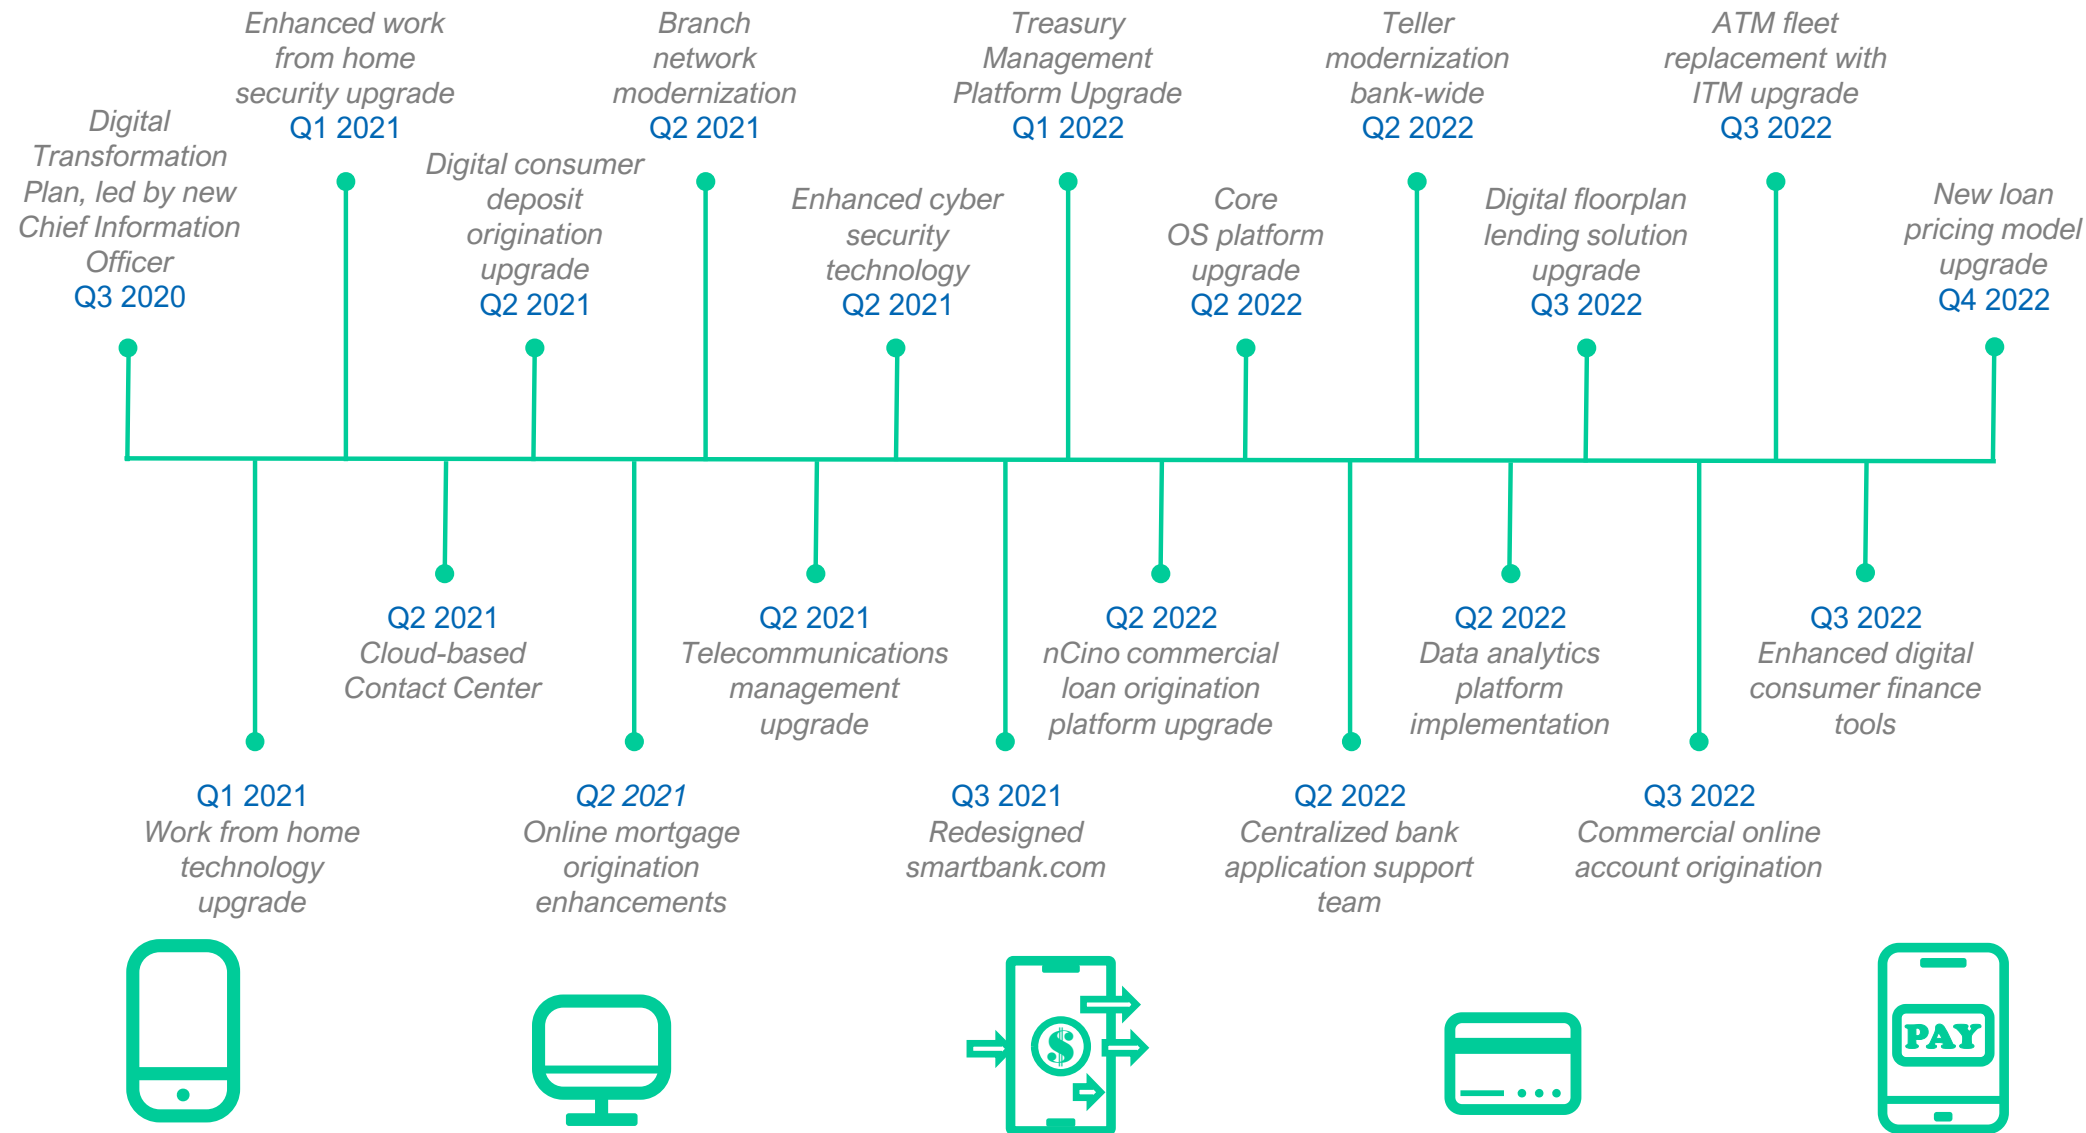 Digital
Transformation
Plan, led by new
Chief Information
Officer
Q3 2020
Enhanced work
from home
security upgrade
Q1 2021
Digital consumer
deposit
origination
upgrade
Q2 2021
Branch
network
modernization
Q2 2021
Enhanced cyber
security
technology
Q2 2021
Treasury
Management
Platform Upgrade
Q1 2022
Core
OS platform
upgrade
Q2 2022
Teller
modernization
bank-wide
Q2 2022
Digital floorplan
lending solution
upgrade
Q3 2022
ATM fleet
replacement with
ITM upgrade
Q3 2022
New loan
pricing model
upgrade
Q4 2022
Q1 2021
Work from home
technology
upgrade
Q2 2021
Cloud-based
Contact Center
Q2 2021
Online mortgage
origination
enhancements
Q2 2021
Telecommunications
management
upgrade
Q3 2021
Redesigned
smartbank.com
Q2 2022
nCino commercial
loan origination
platform upgrade
Q2 2022
Centralized bank
application support
team
Q2 2022
Data analytics
platform
implementation
Q3 2022
Commercial online
account origination
Q3 2022
Enhanced digital
consumer finance
tools
$
PAY